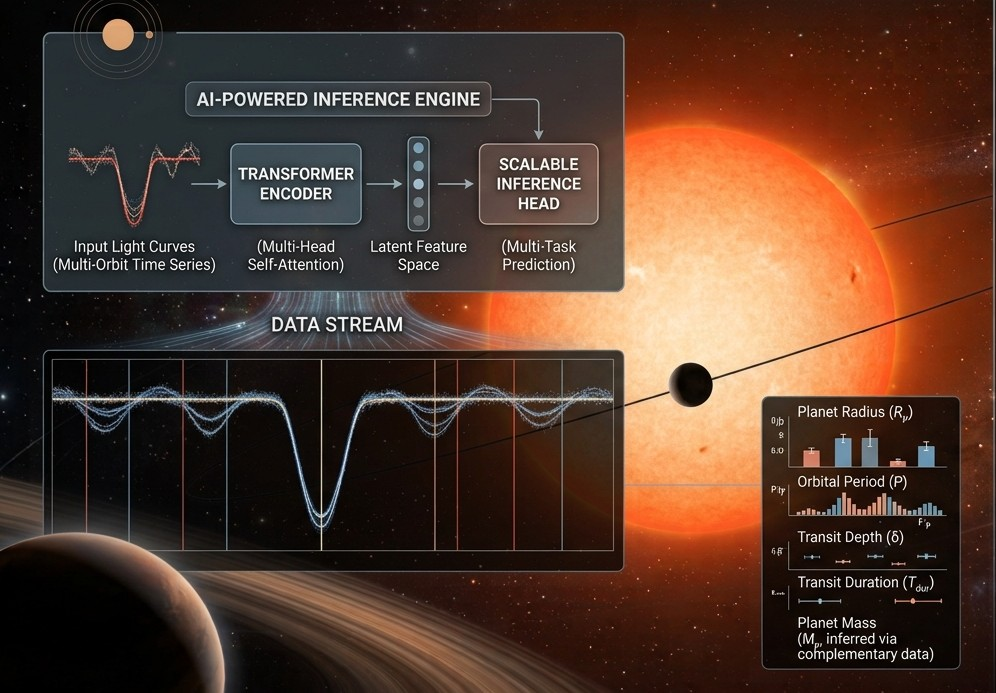 AI-POWERED INFERENCE ENGINE
TRANSFORMER
ENCODER
SCALABLE
INFERENCE
HEAD
Input Light Curves
(Multi-Orbit Time Series)
(Multi-Head
Self-Attention)
Latent Feature
Space
(Multi-Task
Prediction)
DATA STREAM
Planet Radius (Rₚ)
Orbital Period (P)
Transit Depth (δ)
Transit Duration (T_dur)
Planet Mass
(Mₚ, inferred via
complementary data)